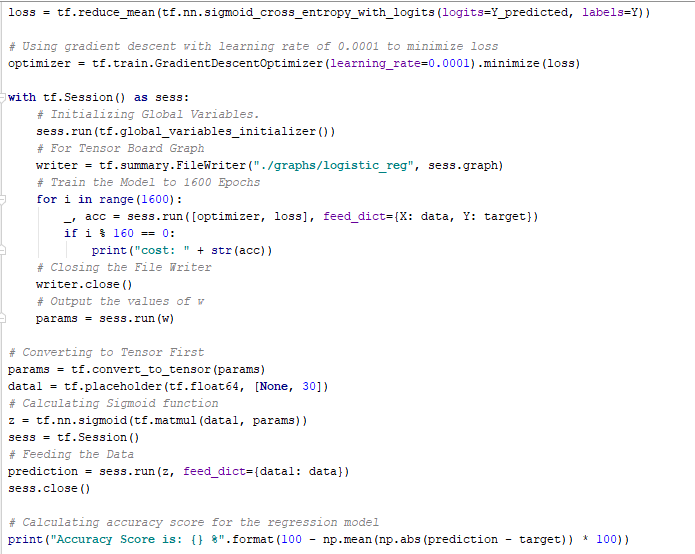 loss = tf.reduce_mean(tf.nn.sigmoid_cross_entropy_with_logits(logits=Y_predicted, labels=Y))
# Using gradient descent with learning rate of 0.0001 to minimize loss
optimizer = tf.train.GradientDescentOptimizer(learning_rate=0.0001).minimize(loss)
with tf.Session() as sess:
    # Initializing Global Variables.
    sess.run(tf.global_variables_initializer())
    # For Tensor Board Graph
    writer = tf.summary.FileWriter("./graphs/logistic_reg", sess.graph)
    # Train the Model to 1600 Epochs
    for i in range(1600):
        _, acc = sess.run([optimizer, loss], feed_dict={X: data, Y: target})
        if i % 160 == 0:
            print("cost: " + str(acc))
    # Closing the File Writer
    writer.close()
    # Output the values of w
    params = sess.run(w)
# Converting to Tensor First
params = tf.convert_to_tensor(params)
data1 = tf.placeholder(tf.float64, [None, 30])
# Calculating Sigmoid function
z = tf.nn.sigmoid(tf.matmul(data1, params))
sess = tf.Session()
# Feeding the Data
prediction = sess.run(z, feed_dict={data1: data})
sess.close()
# Calculating accuracy score for the regression model
print("Accuracy Score is: {} %".format(100 - np.mean(np.abs(prediction - target)) * 100))